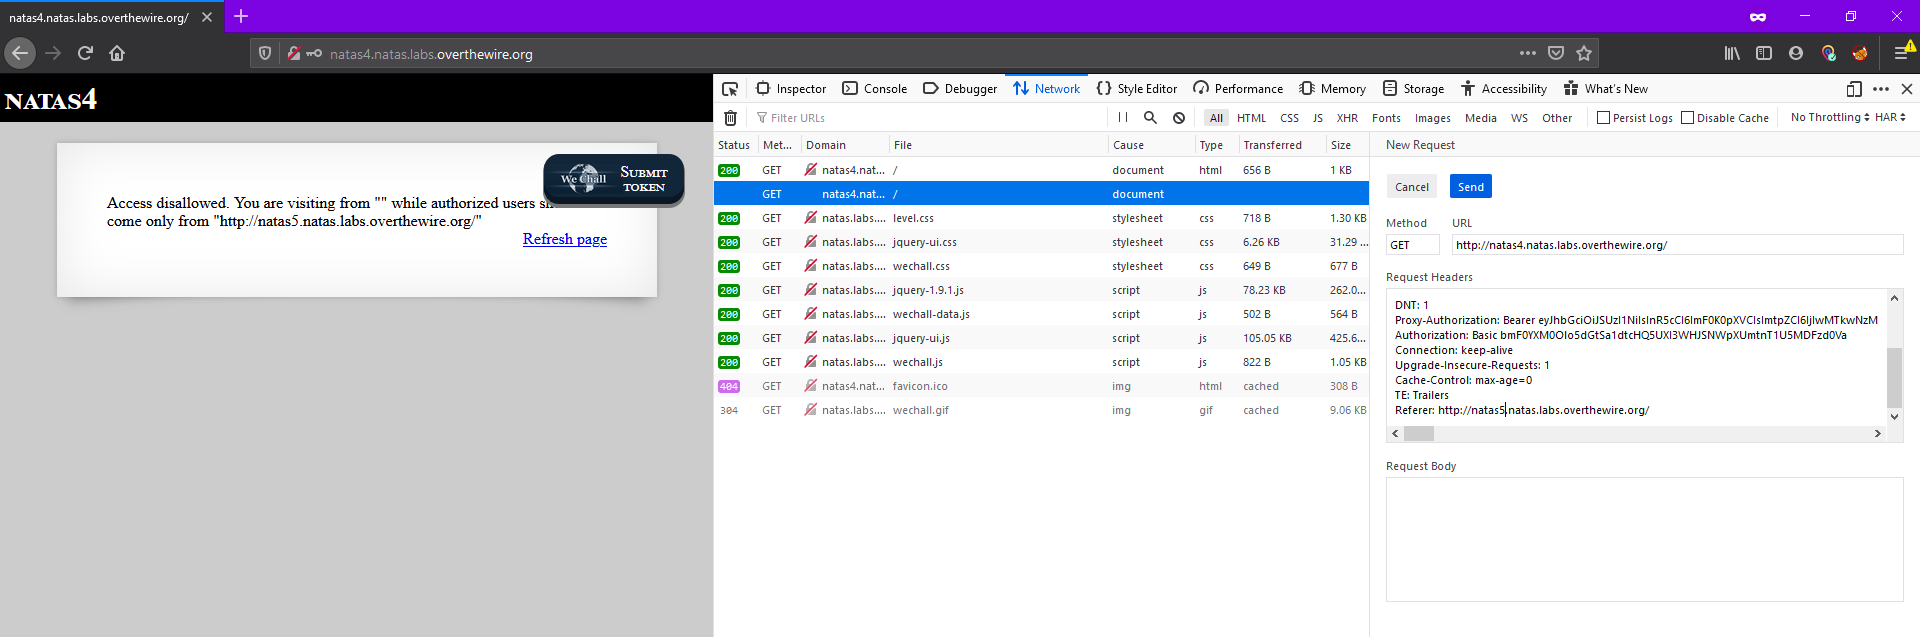 natas4.natas.labs.overthewire.org/
natas4.natas.labs.overthewire.org
NATAS4
We Chall
SUBMIT
TOKEN
Access disallowed. You are visiting from "" while authorized users
come only from "http://natas5.natas.labs.overthewire.org/"
Refresh page
Inspector Console Debugger Network Style Editor Performance Memory Storage Accessibility What's New
Filter URLs All HTML CSS JS XHR Fonts Images Media WS Other Persist Logs Disable Cache No Throttling HAR
Status Met... Domain File Cause Type Transferred Size
200 GET natas4.nat... / document html 656 B 1 KB
GET natas4.nat... / document
200 GET natas.labs.... level.css stylesheet css 718 B 1.30 KB
200 GET natas.labs.... jquery-ui.css stylesheet css 6.26 KB 31.29 ...
200 GET natas.labs.... wechall.css stylesheet css 649 B 677 B
200 GET natas.labs.... jquery-1.9.1.js script js 78.23 KB 262.0...
200 GET natas.labs.... wechall-data.js script js 502 B 564 B
200 GET natas.labs.... jquery-ui.js script js 105.05 KB 425.6...
200 GET natas.labs.... wechall.js script js 822 B 1.05 KB
404 GET natas4.nat... favicon.ico img html cached 308 B
304 GET natas.labs.... wechall.gif img gif cached 9.06 KB
New Request
Cancel Send
Method URL
GET http://natas4.natas.labs.overthewire.org/
Request Headers
DNT: 1
Proxy-Authorization: Bearer
Authorization: Basic
Connection: keep-alive
Upgrade-Insecure-Requests: 1
Cache-Control: max-age=0
TE: Trailers
Referer: http://natas5.natas.labs.overthewire.org/
Request Body